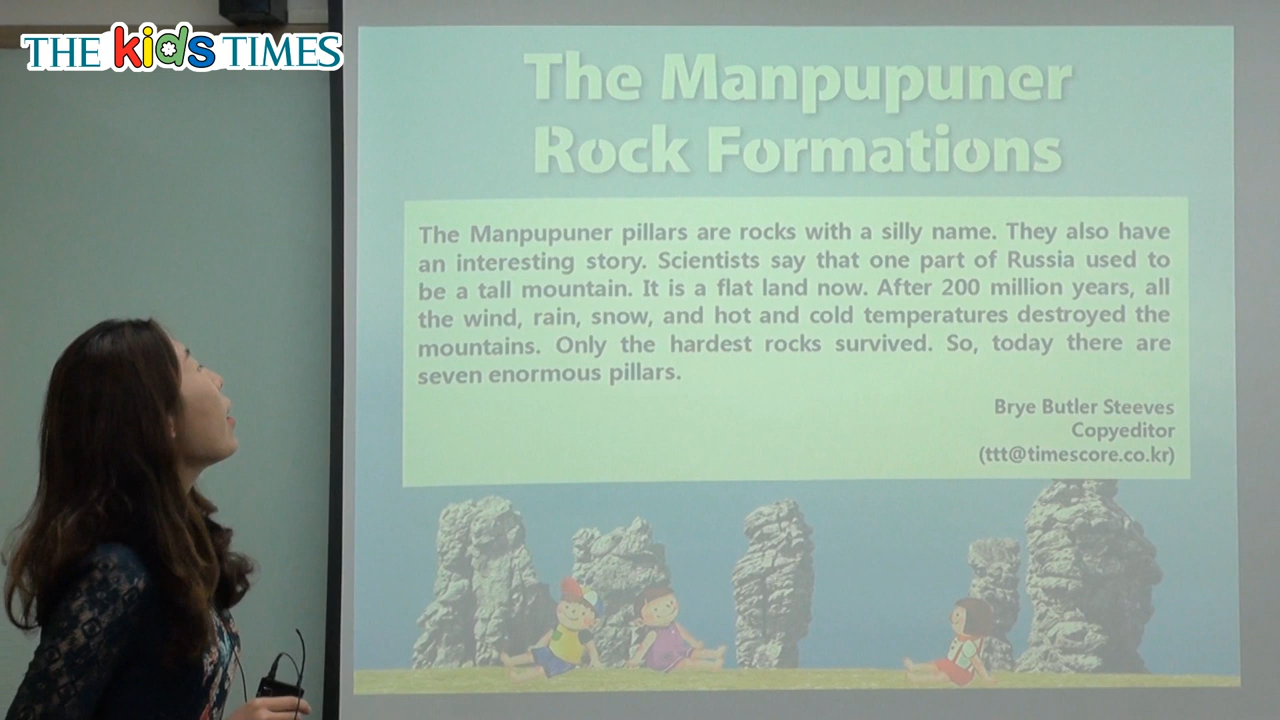 THE kids TIMES
The Manpupuner
Rock Formations
The Manpupuner pillars are rocks with a silly name. They also have
an interesting story. Scientists say that one part of Russia used to
be a tall mountain. It is a flat land now. After 200 million years, all
the wind, rain, snow, and hot and cold temperatures destroyed the
mountains. Only the hardest rocks survived. So, today there are
seven enormous pillars.
Brye Butler Steeves
Copyeditor
(ttt@timescore.co.kr)